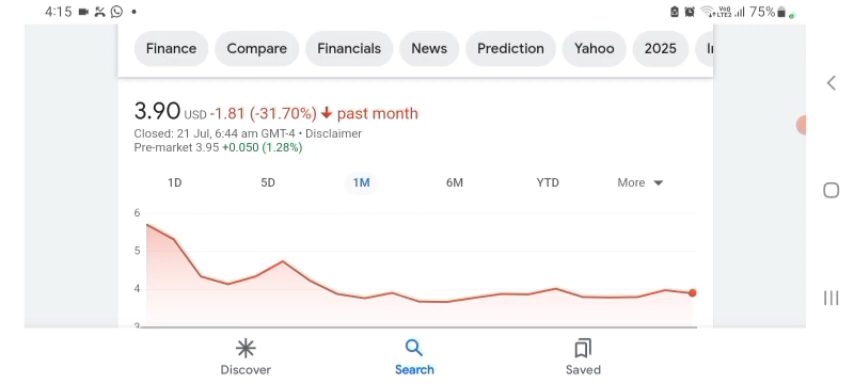 4:15
75%
Finance Compare Financials News Prediction Yahoo 2025
3.90 USD -1.81 (-31.70%) past month
Closed: 21 Jul, 6:44 am GMT-4 • Disclaimer
Pre-market 3.95 +0.050 (1.28%)
1D 5D 1M 6M YTD More
6
5
4
3
Discover Search Saved